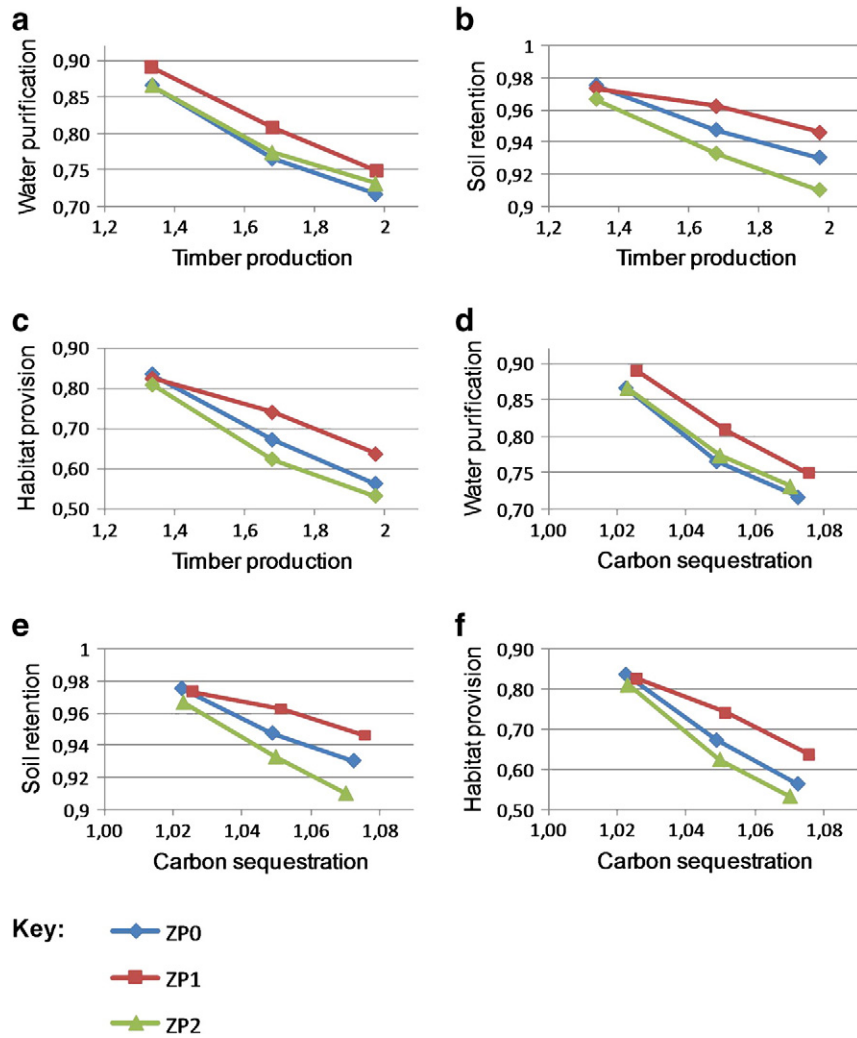 a
Water purification
0,90
0,85
0,80
0,75
0,70
1,2 1,4 1,6 1,8 2
Timber production
b
Soil retention
1
0,98
0,96
0,94
0,92
0,9
1,2 1,4 1,6 1,8 2
Timber production
c
Habitat provision
0,90
0,80
0,70
0,60
0,50
1,2 1,4 1,6 1,8 2
Timber production
d
Water purification
0,90
0,85
0,80
0,75
0,70
1,00 1,02 1,04 1,06 1,08
Carbon sequestration
e
Soil retention
1
0,98
0,96
0,94
0,92
0,9
1,00 1,02 1,04 1,06 1,08
Carbon sequestration
f
Habitat provision
0,90
0,80
0,70
0,60
0,50
1,00 1,02 1,04 1,06 1,08
Carbon sequestration
Key:
ZP0
ZP1
ZP2